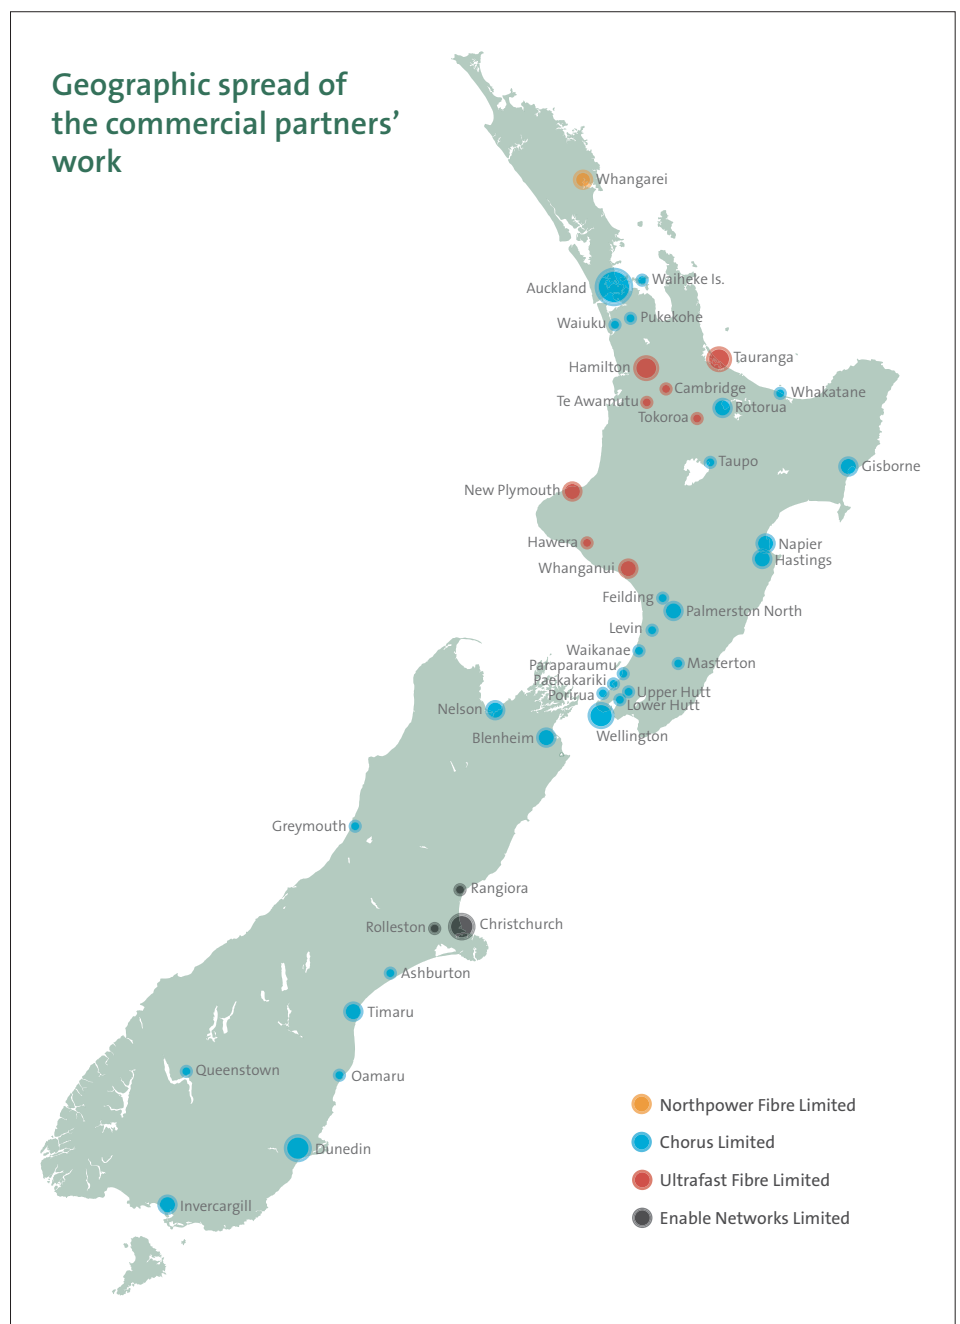 Geographic spread of
the commercial partners’
work
Whangarei
Waiheke Is.
Auckland
Pukekohe
Waiuku
Tauranga
Hamilton
Cambridge
Whakatane
Te Awamutu
Rotorua
Tokoroa
Taupo
Gisborne
New Plymouth
Hawera
Napier
Hastings
Whanganui
Feilding
Palmerston North
Levin
Waikanae
Masterton
Paraparaumu
Paekakariki
Porirua
Upper Hutt
Lower Hutt
Nelson
Wellington
Blenheim
Greymouth
Rangiora
Christchurch
Rolleston
Ashburton
Timaru
Queenstown
Oamaru
Dunedin
Invercargill
Northpower Fibre Limited
Chorus Limited
Ultrafast Fibre Limited
Enable Networks Limited